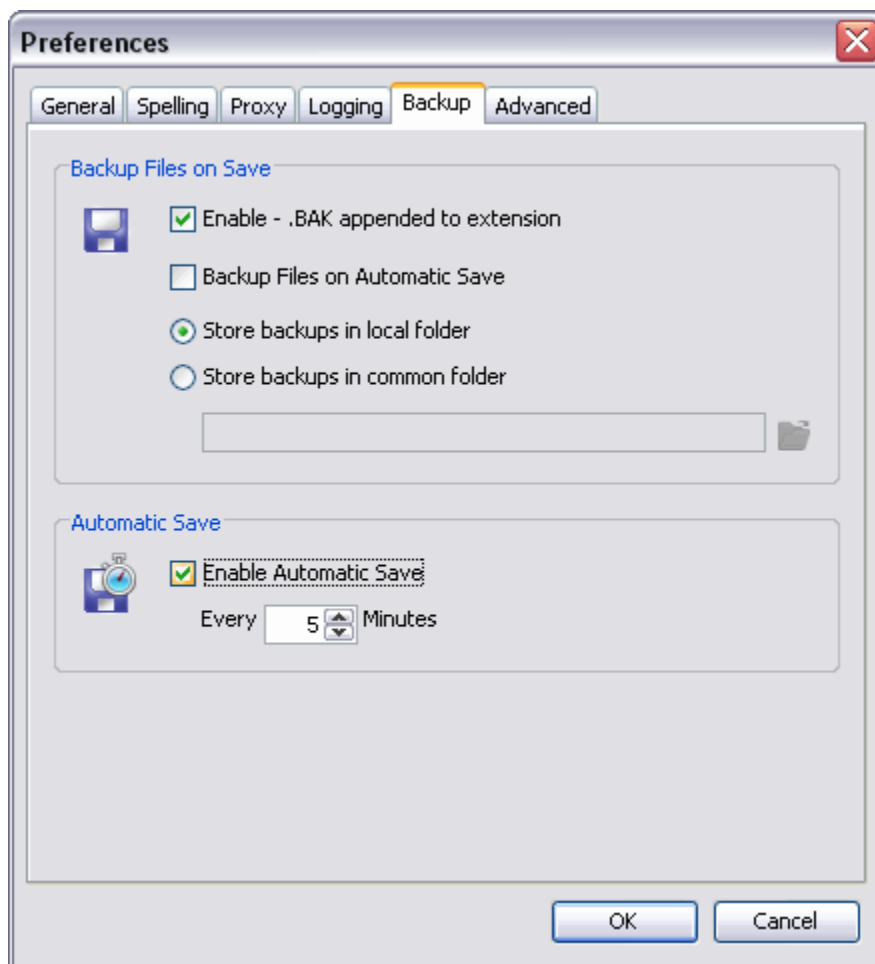 Preferences
General Spelling Proxy Logging Backup Advanced
Backup Files on Save
Enable - .BAK appended to extension
Backup Files on Automatic Save
Store backups in local folder
Store backups in common folder
Automatic Save
Enable Automatic Save
Every 5 Minutes
OK Cancel